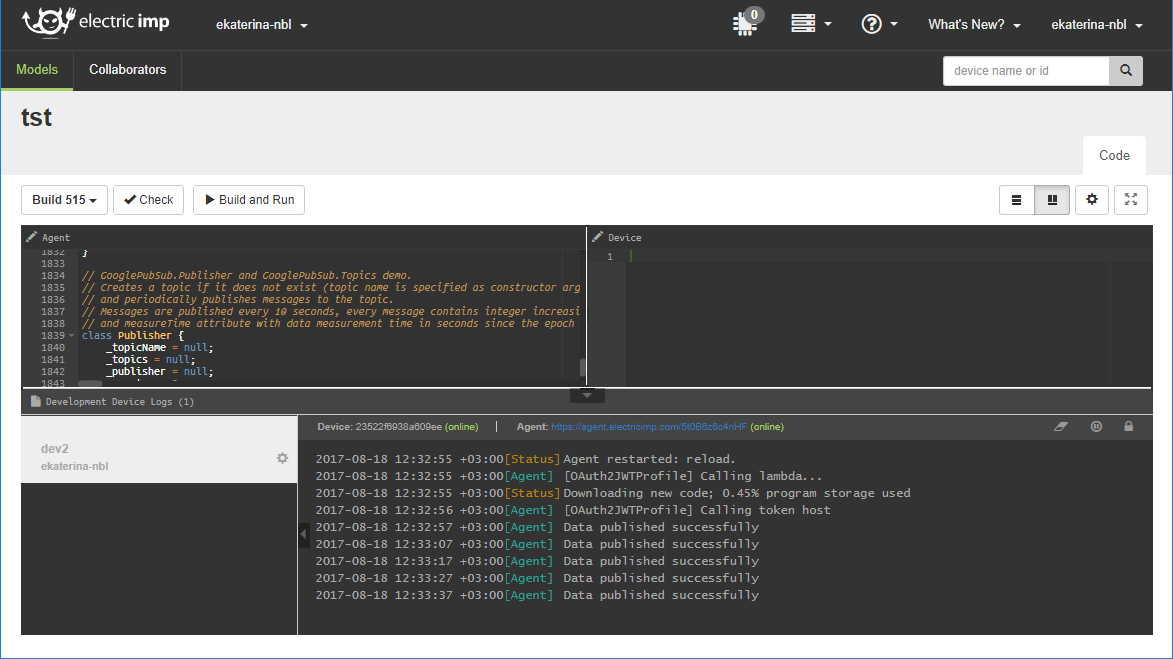 electric imp
ekaterina-nbl
0
What's New?
ekaterina-nbl
Models
Collaborators
device name or id
tst
Code
Build 515
Check
Build and Run
Agent
Device
1832 }
1833
1834 // GooglePubSub.Publisher and GooglePubSub.Topics demo.
1835 // Creates a topic if it does not exist (topic name is specified as constructor arg
1836 // and periodically publishes messages to the topic.
1837 // Messages are published every 10 seconds, every message contains integer increasi
1838 // and measureTime attribute with data measurement time in seconds since the epoch
1839 class Publisher {
1840 _topicName = null;
1841 _topics = null;
1842 _publisher = null;
1843
1
Development Device Logs (1)
dev2
ekaterina-nbl
Device: 23522f6938a609ee (online) | Agent: https://agent.electricimp.com/5t0B6z6c4nHF (online)
2017-08-18 12:32:55 +03:00 [Status] Agent restarted: reload.
2017-08-18 12:32:55 +03:00 [Agent] [OAuth2JWTProfile] Calling lambda...
2017-08-18 12:32:55 +03:00 [Status] Downloading new code; 0.45% program storage used
2017-08-18 12:32:56 +03:00 [Agent] [OAuth2JWTProfile] Calling token host
2017-08-18 12:32:57 +03:00 [Agent] Data published successfully
2017-08-18 12:33:07 +03:00 [Agent] Data published successfully
2017-08-18 12:33:17 +03:00 [Agent] Data published successfully
2017-08-18 12:33:27 +03:00 [Agent] Data published successfully
2017-08-18 12:33:37 +03:00 [Agent] Data published successfully